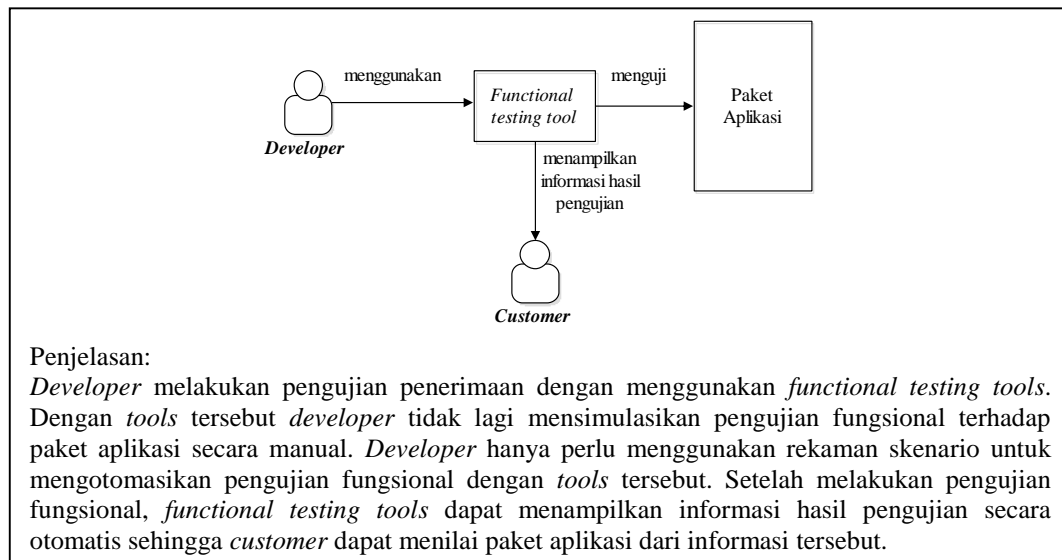 menggunakan
Functional
testing tool
menguji
Paket
Aplikasi
Developer
menampilkan
informasi hasil
pengujian
Customer
Penjelasan:
Developer melakukan pengujian penerimaan dengan menggunakan functional testing tools.
Dengan tools tersebut developer tidak lagi mensimulasikan pengujian fungsional terhadap
paket aplikasi secara manual. Developer hanya perlu menggunakan rekaman skenario untuk
mengotomasikan pengujian fungsional dengan tools tersebut. Setelah melakukan pengujian
fungsional, functional testing tools dapat menampilkan informasi hasil pengujian secara
otomatis sehingga customer dapat menilai paket aplikasi dari informasi tersebut.